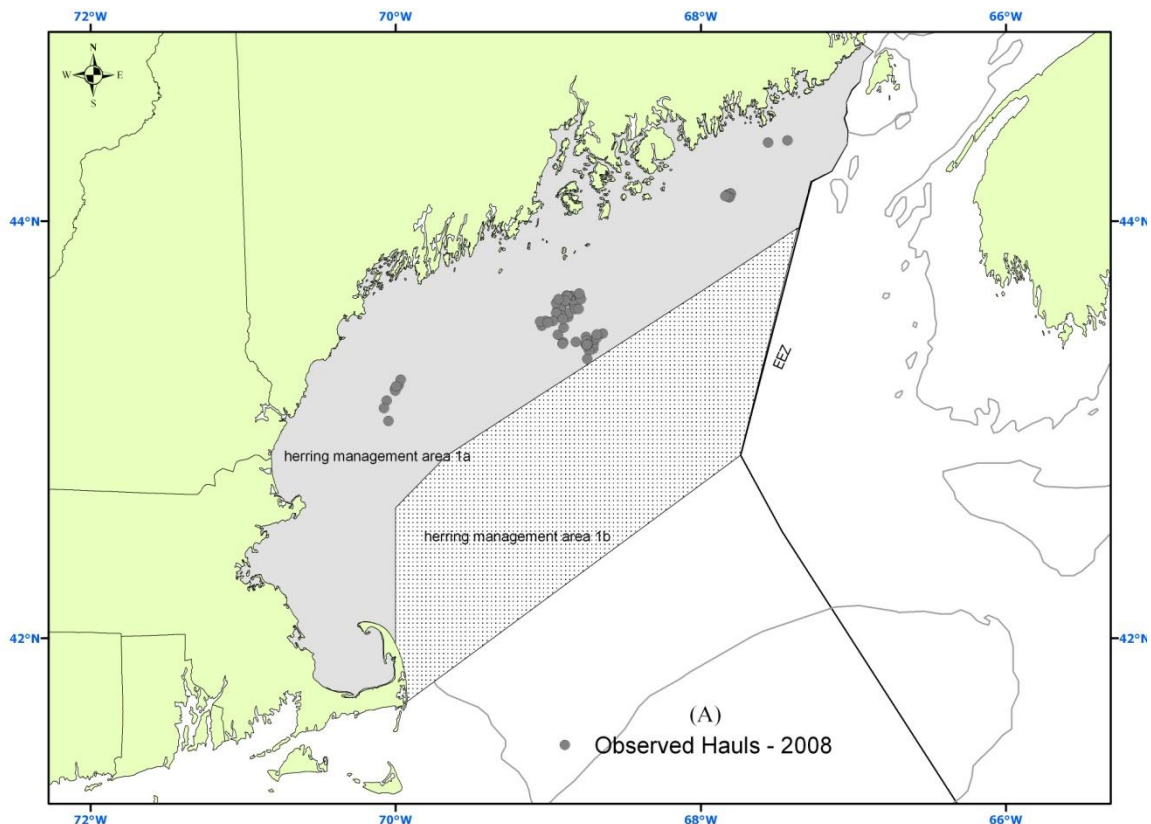 72°W 70°W 68°W 66°W
N
W E
S
44°N 44°N
EEZ
herring management area 1a
herring management area 1b
42°N 42°N
(A)
Observed Hauls - 2008
72°W 70°W 68°W 66°W